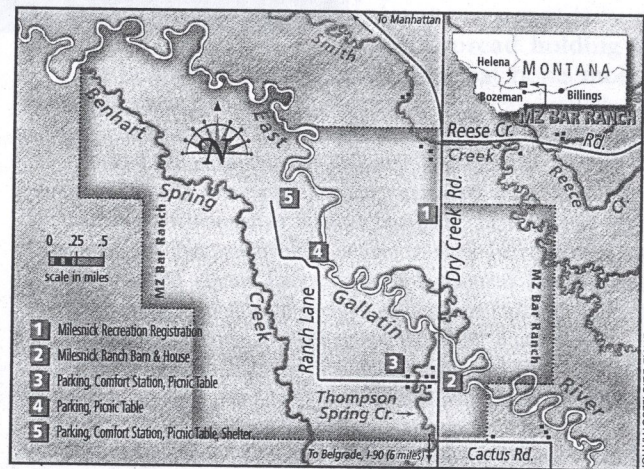 To Manhattan
Smith
Helena
MONTANA
Bozeman
Billings
MZ BAR RANCH
Benhart
East
N
Reese Cr.
Rd.
Creek
Reece
Cr.
Spring
5
1
Dry Creek Rd.
MZ Bar Ranch
0 .25 .5
scale in miles
4
Gallatin
MZ Bar Ranch
Creek
Ranch Lane
1 Milesnick Recreation Registration
2 Milesnick Ranch Barn & House
3 Parking, Comfort Station, Picnic Table
4 Parking, Picnic Table
5 Parking, Comfort Station, Picnic Table, Shelter
3
2
River
Thompson
Spring Cr.
To Belgrade, I-90 (6 miles)
Cactus Rd.